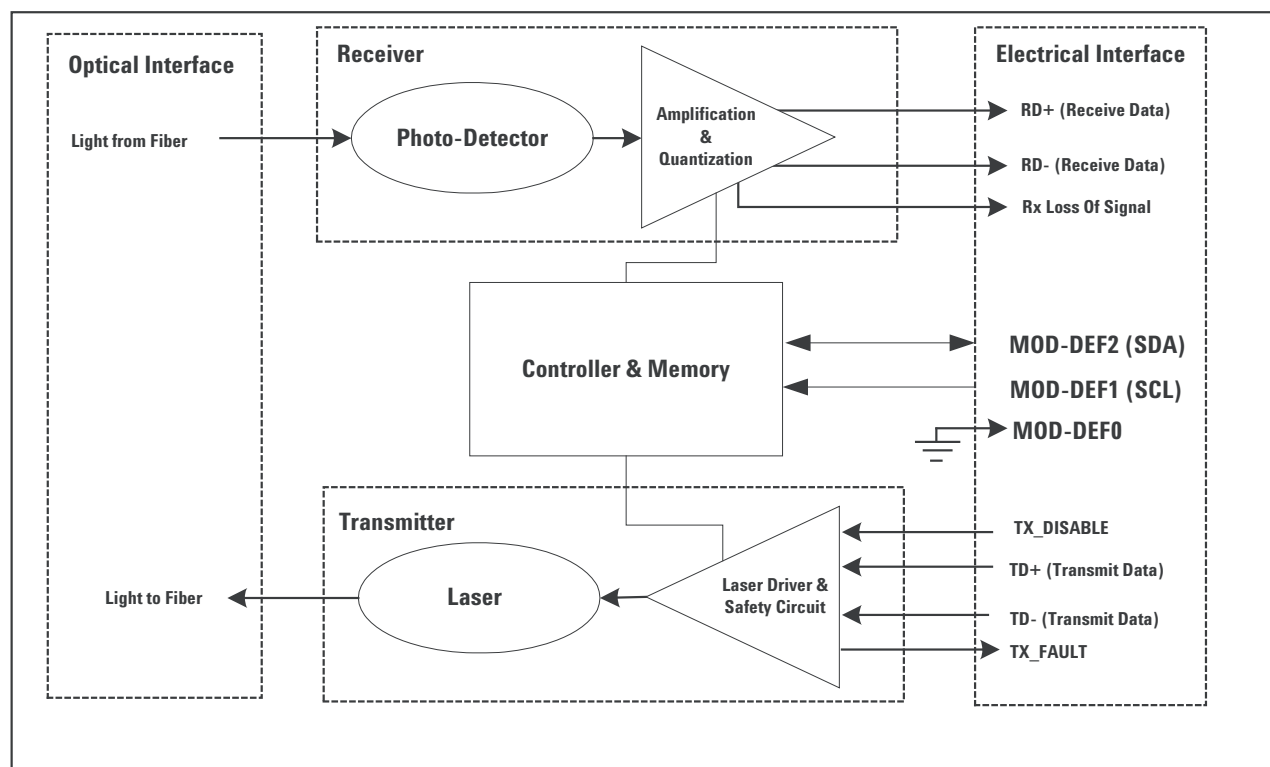 Optical Interface
Light from Fiber
Light to Fiber
Receiver
Photo-Detector
Amplification
&
Quantization
Controller & Memory
Transmitter
Laser
Laser Driver &
Safety Circuit
Electrical Interface
RD+ (Receive Data)
RD- (Receive Data)
Rx Loss Of Signal
MOD-DEF2 (SDA)
MOD-DEF1 (SCL)
MOD-DEF0
TX_DISABLE
TD+ (Transmit Data)
TD- (Transmit Data)
TX_FAULT